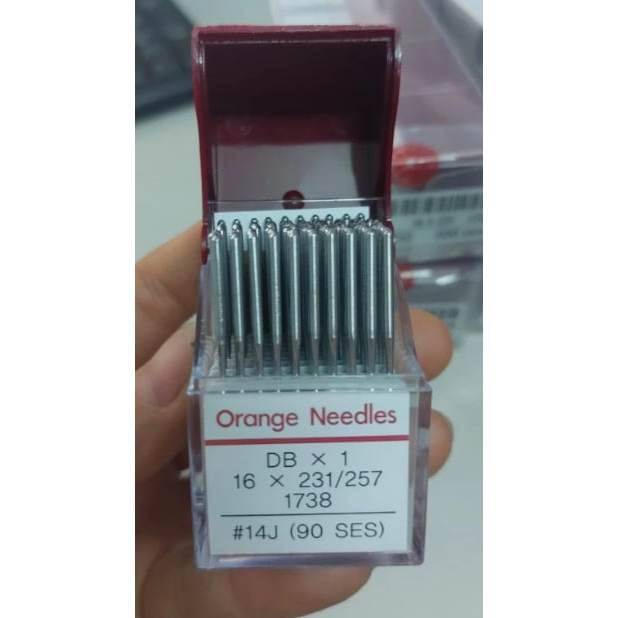 Orange Needles
DB × 1
16 × 231/257
1738
#14J (90 SES)